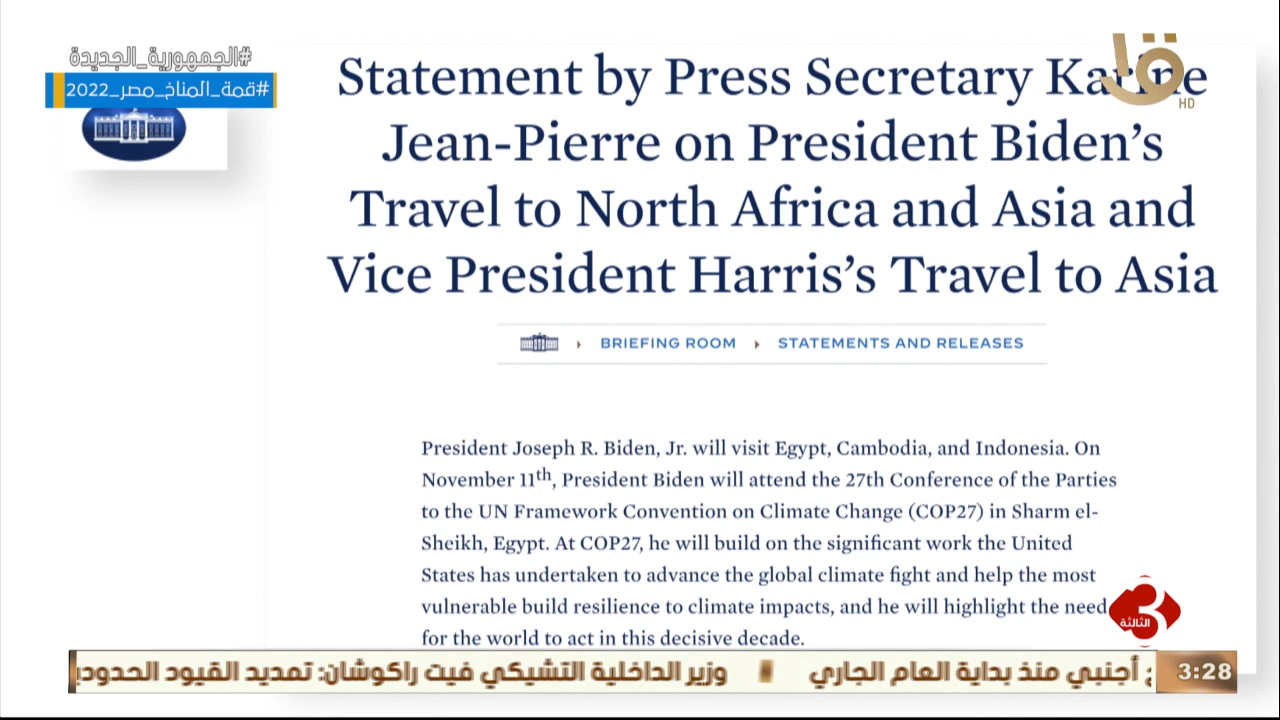 #الجمهورية_الجديدة
#قمة_المناخ_مصر_2022
HD
Statement by Press Secretary Karine
Jean-Pierre on President Biden’s
Travel to North Africa and Asia and
Vice President Harris’s Travel to Asia
BRIEFING ROOM
STATEMENTS AND RELEASES
President Joseph R. Biden, Jr. will visit Egypt, Cambodia, and Indonesia. On
November 11th, President Biden will attend the 27th Conference of the Parties
to the UN Framework Convention on Climate Change (COP27) in Sharm el-
Sheikh, Egypt. At COP27, he will build on the significant work the United
States has undertaken to advance the global climate fight and help the most
vulnerable build resilience to climate impacts, and he will highlight the need
for the world to act in this decisive decade.
3 الثالثة
أجنبي منذ بداية العام الجاري
وزير الداخلية التشيكي فيت راكوشان: تمديد القيود
3:28